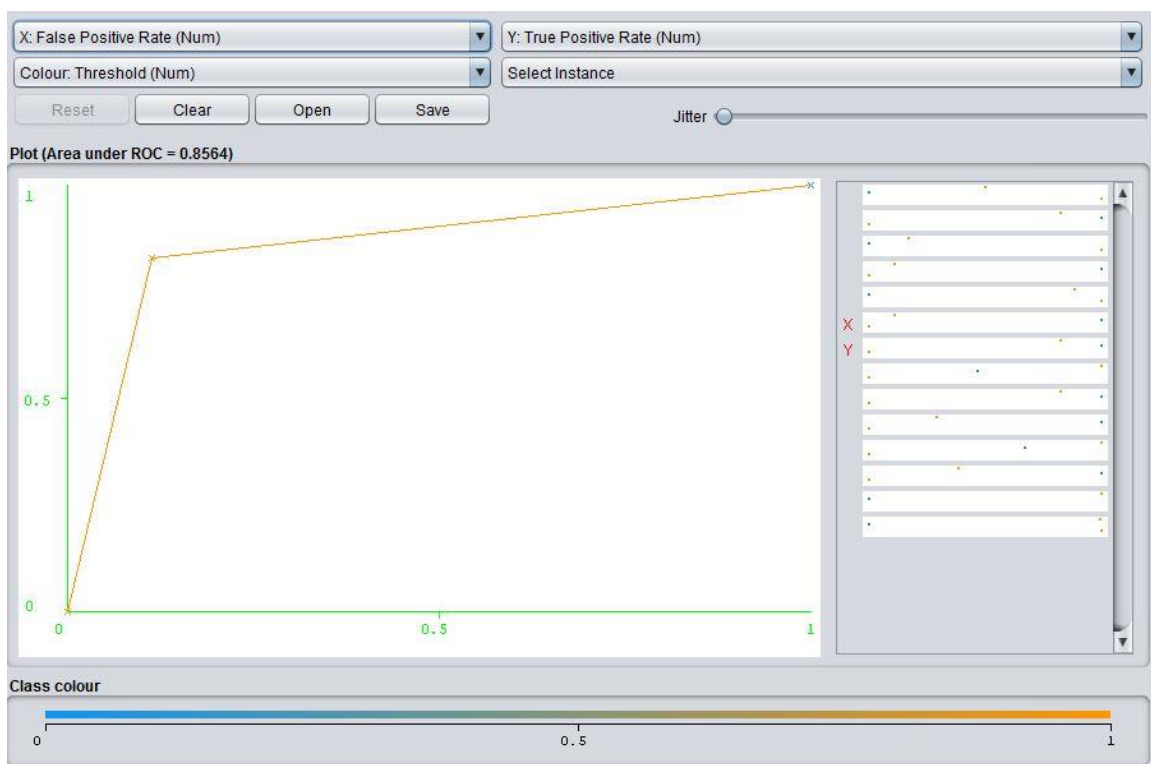 X: False Positive Rate (Num)
Y: True Positive Rate (Num)
Colour: Threshold (Num)
Select Instance
Reset
Clear
Open
Save
Jitter
Plot (Area under ROC = 0.8564)
1
0.5
0
0
0.5
1
X
Y
Class colour
0
0.5
1